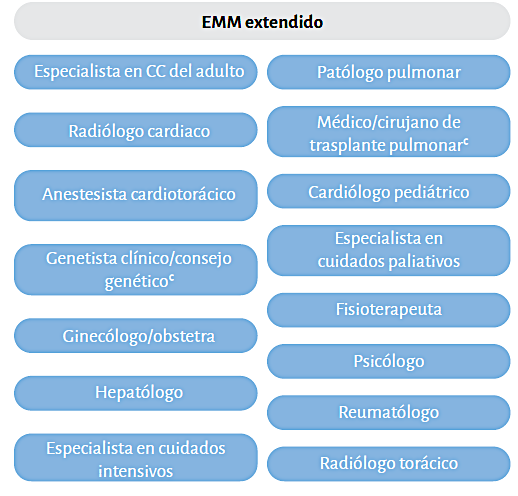 EMM extendido
Especialista en CC del adulto
Radiólogo cardiaco
Anestesista cardiotorácico
Genetista clínico/consejo
genéticoᶜ
Ginecólogo/obstetra
Hepatólogo
Especialista en cuidados
intensivos
Patólogo pulmonar
Médico/cirujano de
trasplante pulmonarᶜ
Cardiólogo pediátrico
Especialista en
cuidados paliativos
Fisioterapeuta
Psicólogo
Reumatólogo
Radiólogo torácico